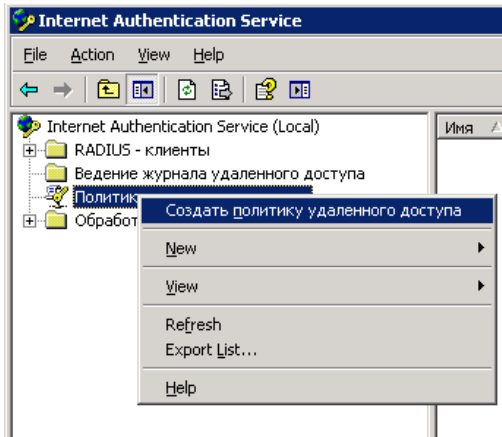 Internet Authentication Service
File Action View Help
Internet Authentication Service (Local)
Имя
RADIUS - клиенты
Ведение журнала удаленного доступа
Политик
Создать политику удаленного доступа
Обработ
New
View
Refresh
Export List...
Help